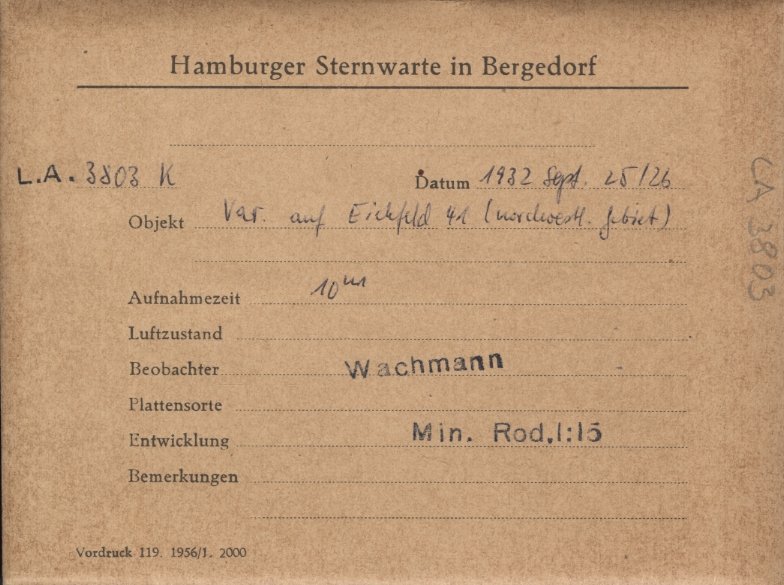 Hamburger Sternwarte in Bergedorf
L.A. 3803 K Datum 1932 Sept. 25/26
Objekt Var. auf Eichfeld 41 (nordwestl. Gebiet)
Aufnahmezeit 10ᵐ
Luftzustand
Beobachter Wachmann
Plattensorte
Entwicklung Min. Rod.1:15
Bemerkungen
Vordruck 119. 1956/1. 2000
LA 3803